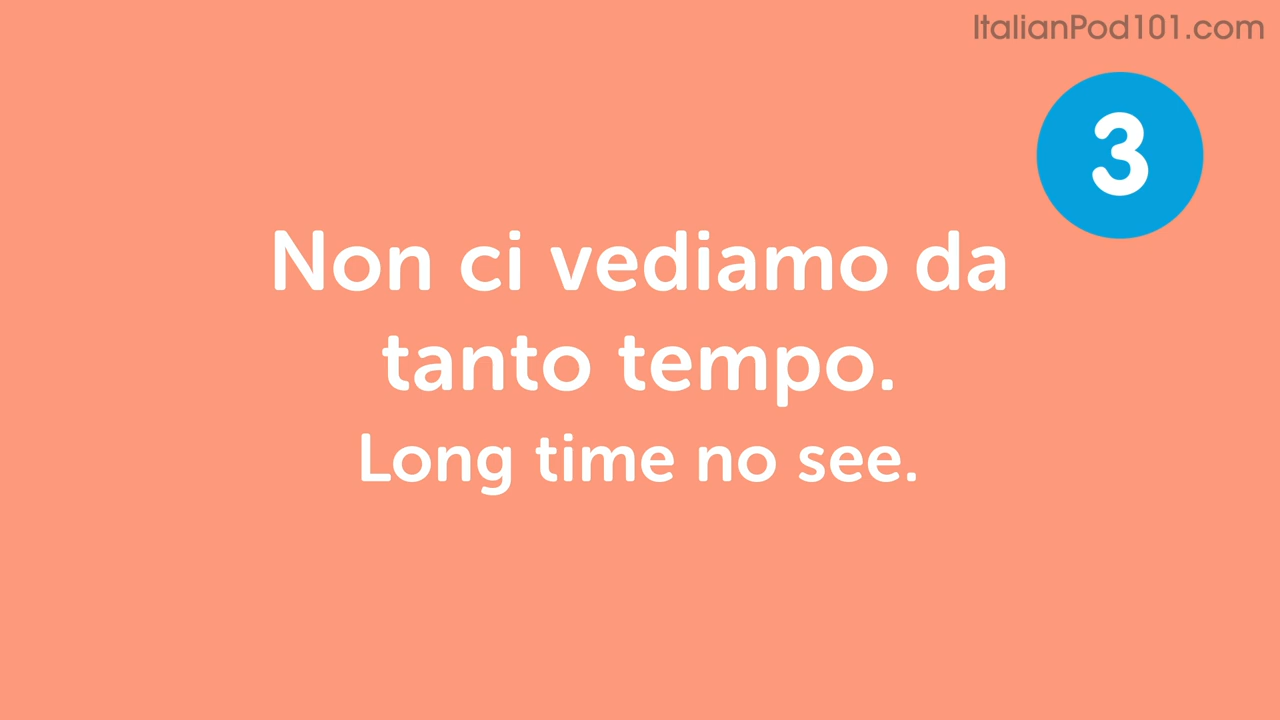 ItalianPod101.com
3
Non ci vediamo da
tanto tempo.
Long time no see.